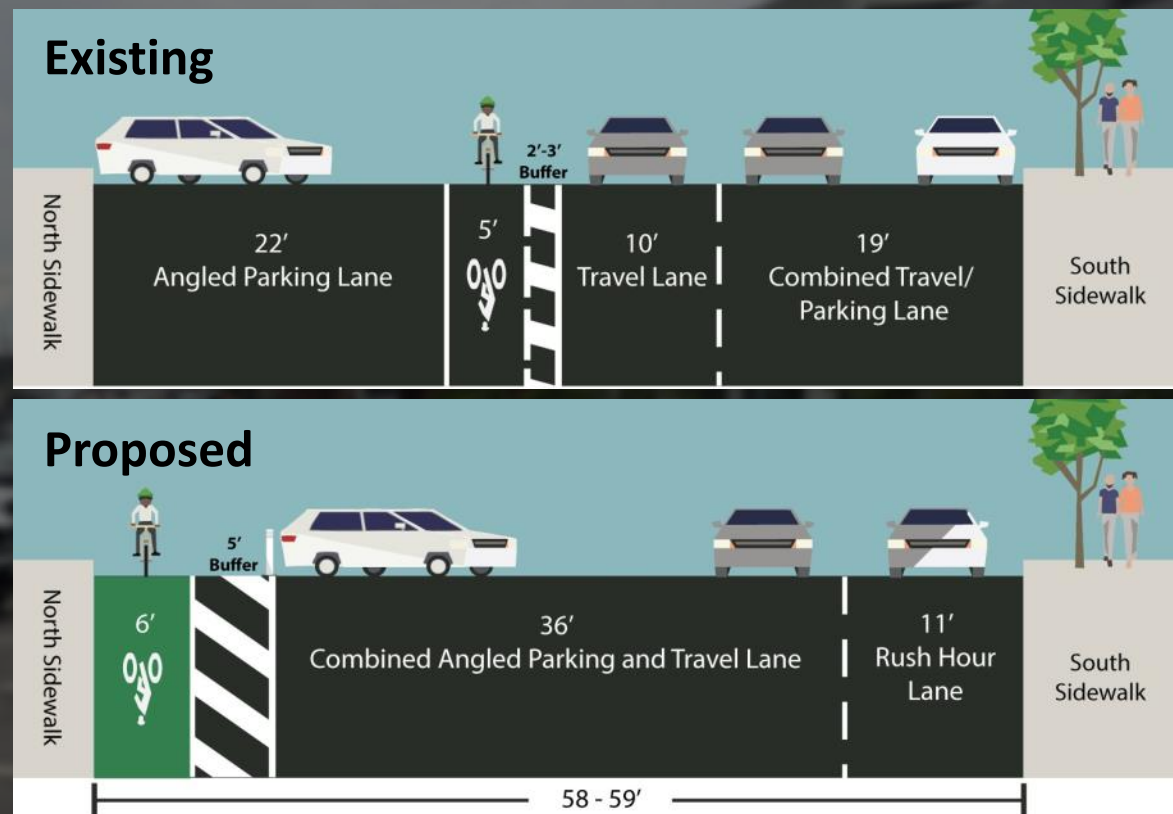 Existing
2’-3’
Buffer
North Sidewalk
22’
Angled Parking Lane
5’
10’
Travel Lane
19’
Combined Travel/
Parking Lane
South
Sidewalk
Proposed
5’
Buffer
North Sidewalk
6’
36’
Combined Angled Parking and Travel Lane
11’
Rush Hour
Lane
South
Sidewalk
58 - 59’